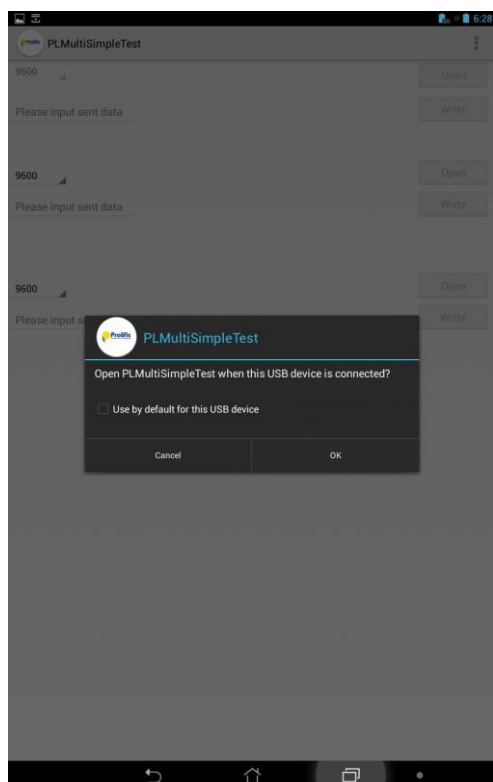 6:28
PLMultiSimpleTest
9600
Open
Please input sent data
Write
9600
Open
Please input sent data
Write
9600
Open
Please input s
Write
Prolific
PLMultiSimpleTest
Open PLMultiSimpleTest when this USB device is connected?
Use by default for this USB device
Cancel
OK